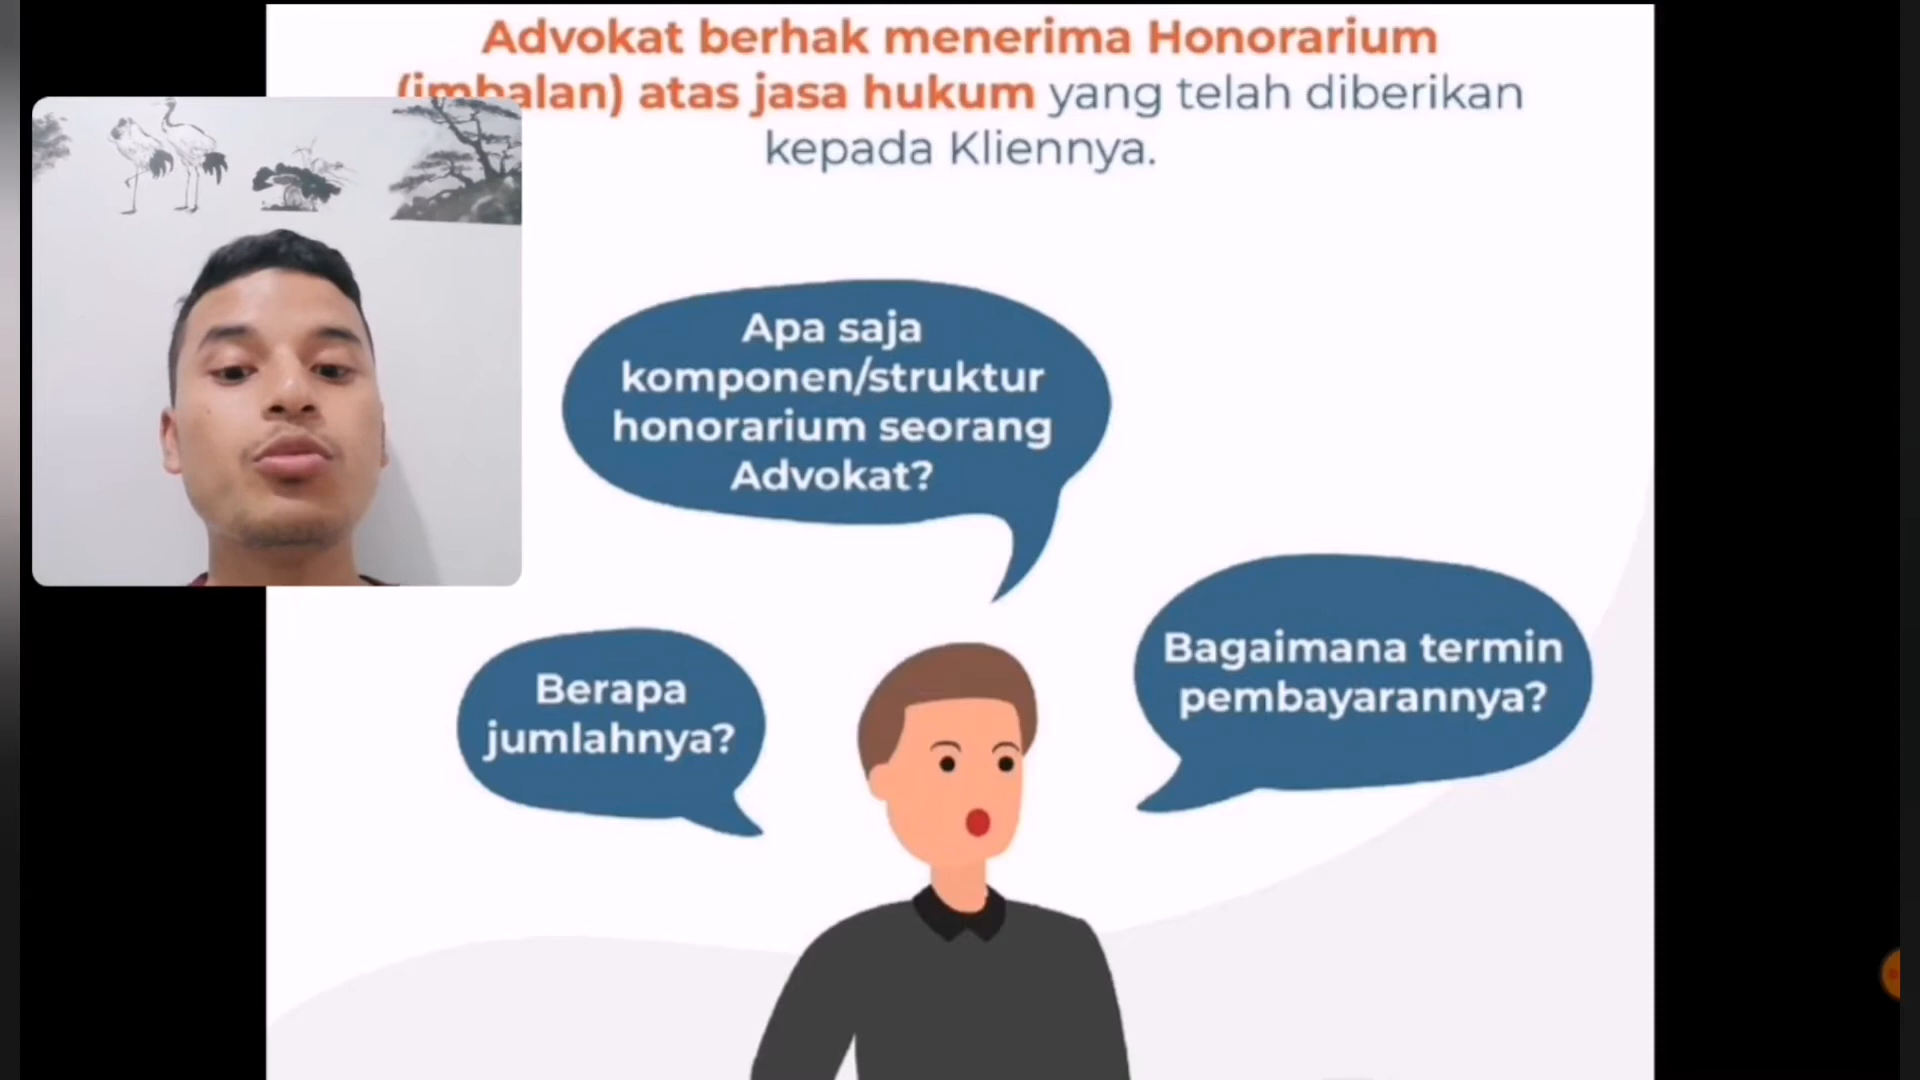 Advokat berhak menerima Honorarium
(imbalan) atas jasa hukum yang telah diberikan
kepada Kliennya.
Apa saja
komponen/struktur
honorarium seorang
Advokat?
Berapa
jumlahnya?
Bagaimana termin
pembayarannya?